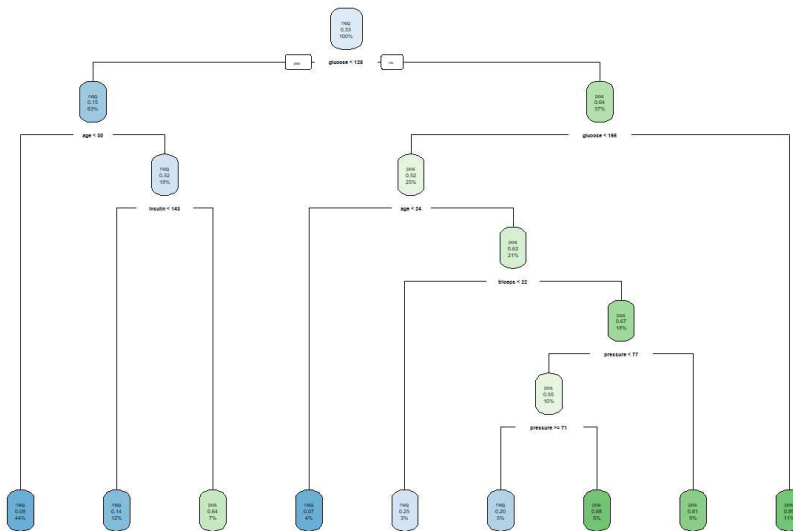 neg
0.33
100%
yes
glucose < 128
no
neg
0.15
63%
pos
0.64
37%
age < 30
glucose < 166
neg
0.32
19%
pos
0.52
25%
insulin < 143
age < 24
pos
0.62
21%
triceps < 22
pos
0.67
18%
pressure < 77
pos
0.55
10%
pressure >= 71
neg
0.08
44%
neg
0.14
12%
pos
0.64
7%
neg
0.07
4%
neg
0.25
3%
neg
0.20
3%
pos
0.88
5%
pos
0.81
9%
pos
11%